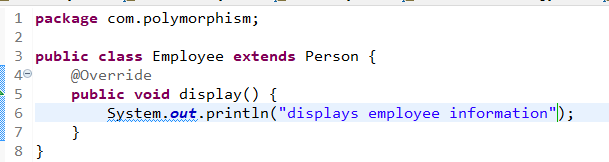 1 package com.polymorphism;
2
3 public class Employee extends Person {
4 @Override
5 public void display() {
6 System.out.println("displays employee information");
7 }
8 }